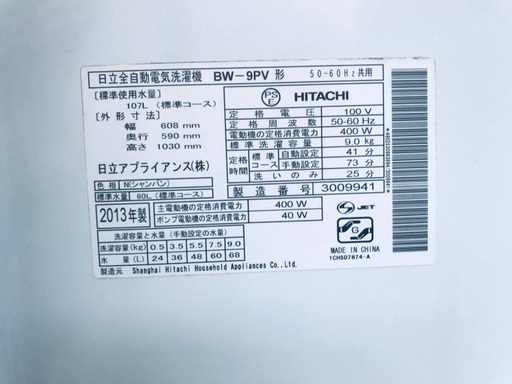 日立全自動電気洗濯機 BW-9PV 形 50-60Hz共用
〔標準使用水量〕
107L (標準コース)
〔外形寸法〕
幅 608 mm
奥行 590 mm
高さ 1030 mm
日立アプライアンス(株)
色柄 N(シャンパン)
標準水量 60L (標準コース)
PS E HITACHI
定格電圧 100 V
定格周波数 50-60 Hz
電動機の定格消費電力 400 W
標準洗濯容量 9.0 kg
定格時間 標準 自動設定 41 分
コース 手動設定 73 分
洗いのみ 25 分
製造番号 3009941
2013年製 主電動機の定格消費電力 400 W
ポンプ電動機の定格消費電力 40 W
洗濯容量と水量 (手動設定の水量)
洗濯容量(kg) 0.5 3.5 5.5 7.5 9.0
水量(L) 24 36 48 60 68
製造元 Shanghai Hitachi Household Appliances Co., Ltd.
S JET
G
MADE IN CHINA
1CHSD7874-A